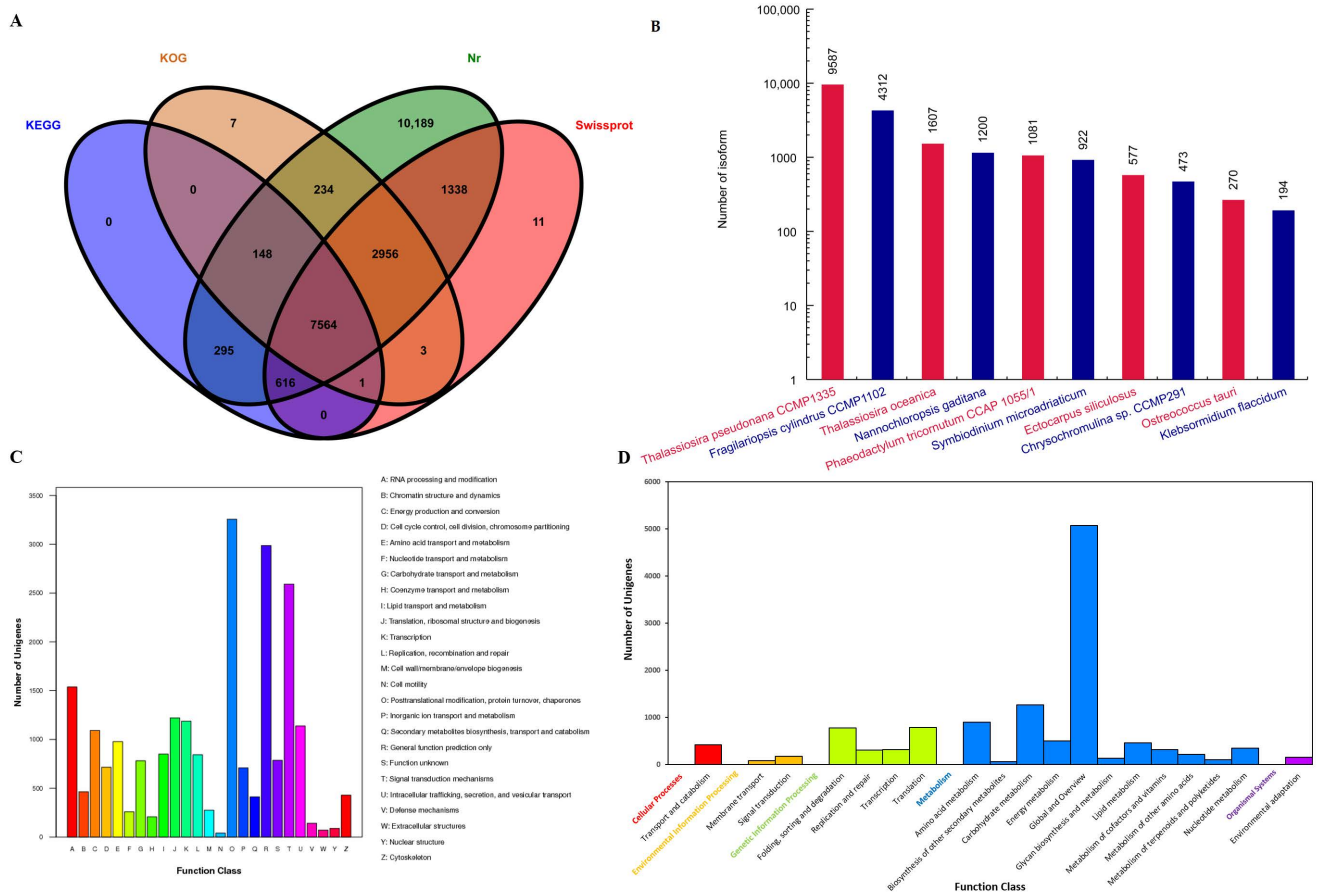 A
KOG
Nr
KEGG
Swissprot
7
10,189
0
234
1338
0
11
148
2956
7564
295
3
616
1
0
B
Number of isoform
100,000
10,000
1000
100
10
1
9587
4312
1607
1200
1081
922
577
473
270
194
Thalassiosira pseudonana CCMP1335
Fragilariopsis cylindrus CCMP1102
Thalassiosira oceanica
Nannochloropsis gaditana
Phaeodactylum tricornutum CCAP 1055/1
Symbiodinium microadriaticum
Ectocarpus siliculosus
Chrysochromulina sp. CCMP291
Ostreococcus tauri
Klebsormidium flaccidum
C
Number of Unigenes
3500
3000
2500
2000
1500
1000
500
0
A B C D E F G H I J K L M N O P Q R S T U V W Y Z
Function Class
A: RNA processing and modification
B: Chromatin structure and dynamics
C: Energy production and conversion
D: Cell cycle control, cell division, chromosome partitioning
E: Amino acid transport and metabolism
F: Nucleotide transport and metabolism
G: Carbohydrate transport and metabolism
H: Coenzyme transport and metabolism
I: Lipid transport and metabolism
J: Translation, ribosomal structure and biogenesis
K: Transcription
L: Replication, recombination and repair
M: Cell wall/membrane/envelope biogenesis
N: Cell motility
O: Posttranslational modification, protein turnover, chaperones
P: Inorganic ion transport and metabolism
Q: Secondary metabolites biosynthesis, transport and catabolism
R: General function prediction only
S: Function unknown
T: Signal transduction mechanisms
U: Intracellular trafficking, secretion, and vesicular transport
V: Defense mechanisms
W: Extracellular structures
Y: Nuclear structure
Z: Cytoskeleton
D
Number of Unigenes
6000
5000
4000
3000
2000
1000
0
Cellular Processes
Transport and catabolism
Environmental Information Processing
Membrane transport
Signal transduction
Genetic Information Processing
Folding, sorting and degradation
Replication and repair
Transcription
Translation
Metabolism
Amino acid metabolism
Biosynthesis of other secondary metabolites
Carbohydrate metabolism
Energy metabolism
Global and Overview
Glycan biosynthesis and metabolism
Lipid metabolism
Metabolism of cofactors and vitamins
Metabolism of other amino acids
Metabolism of terpenoids and polyketides
Nucleotide metabolism
Organismal Systems
Environmental adaptation
Function Class